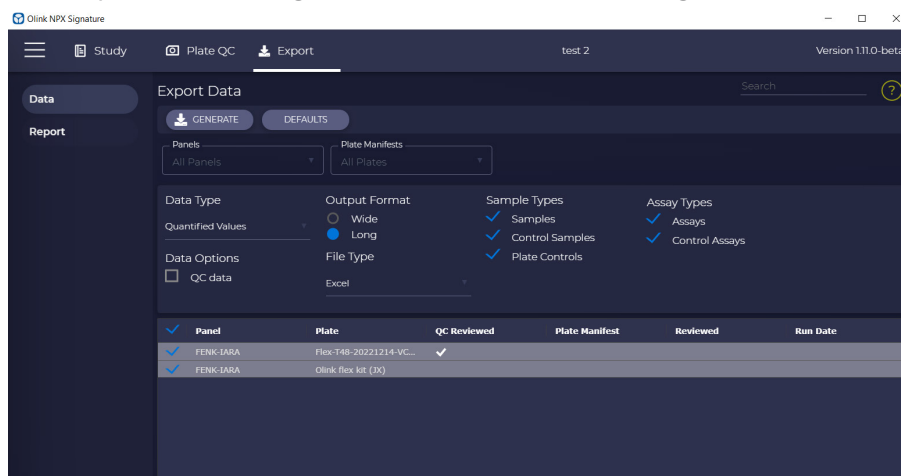 Olink NPX Signature
Study
Plate QC
Export
test 2
Version 1.11.0-beta
Data
Report
Export Data
Search
?
GENERATE
DEFAULTS
Panels
All Panels
Plate Manifests
All Plates
Data Type
Quantified Values
Data Options
QC data
Output Format
Wide
Long
File Type
Excel
Sample Types
Samples
Control Samples
Plate Controls
Assay Types
Assays
Control Assays
Panel Plate QC Reviewed Plate Manifest Reviewed Run Date
FENK-IARA Flex-T48-20221214-VC...
FENK-IARA Olink flex kit (JX)